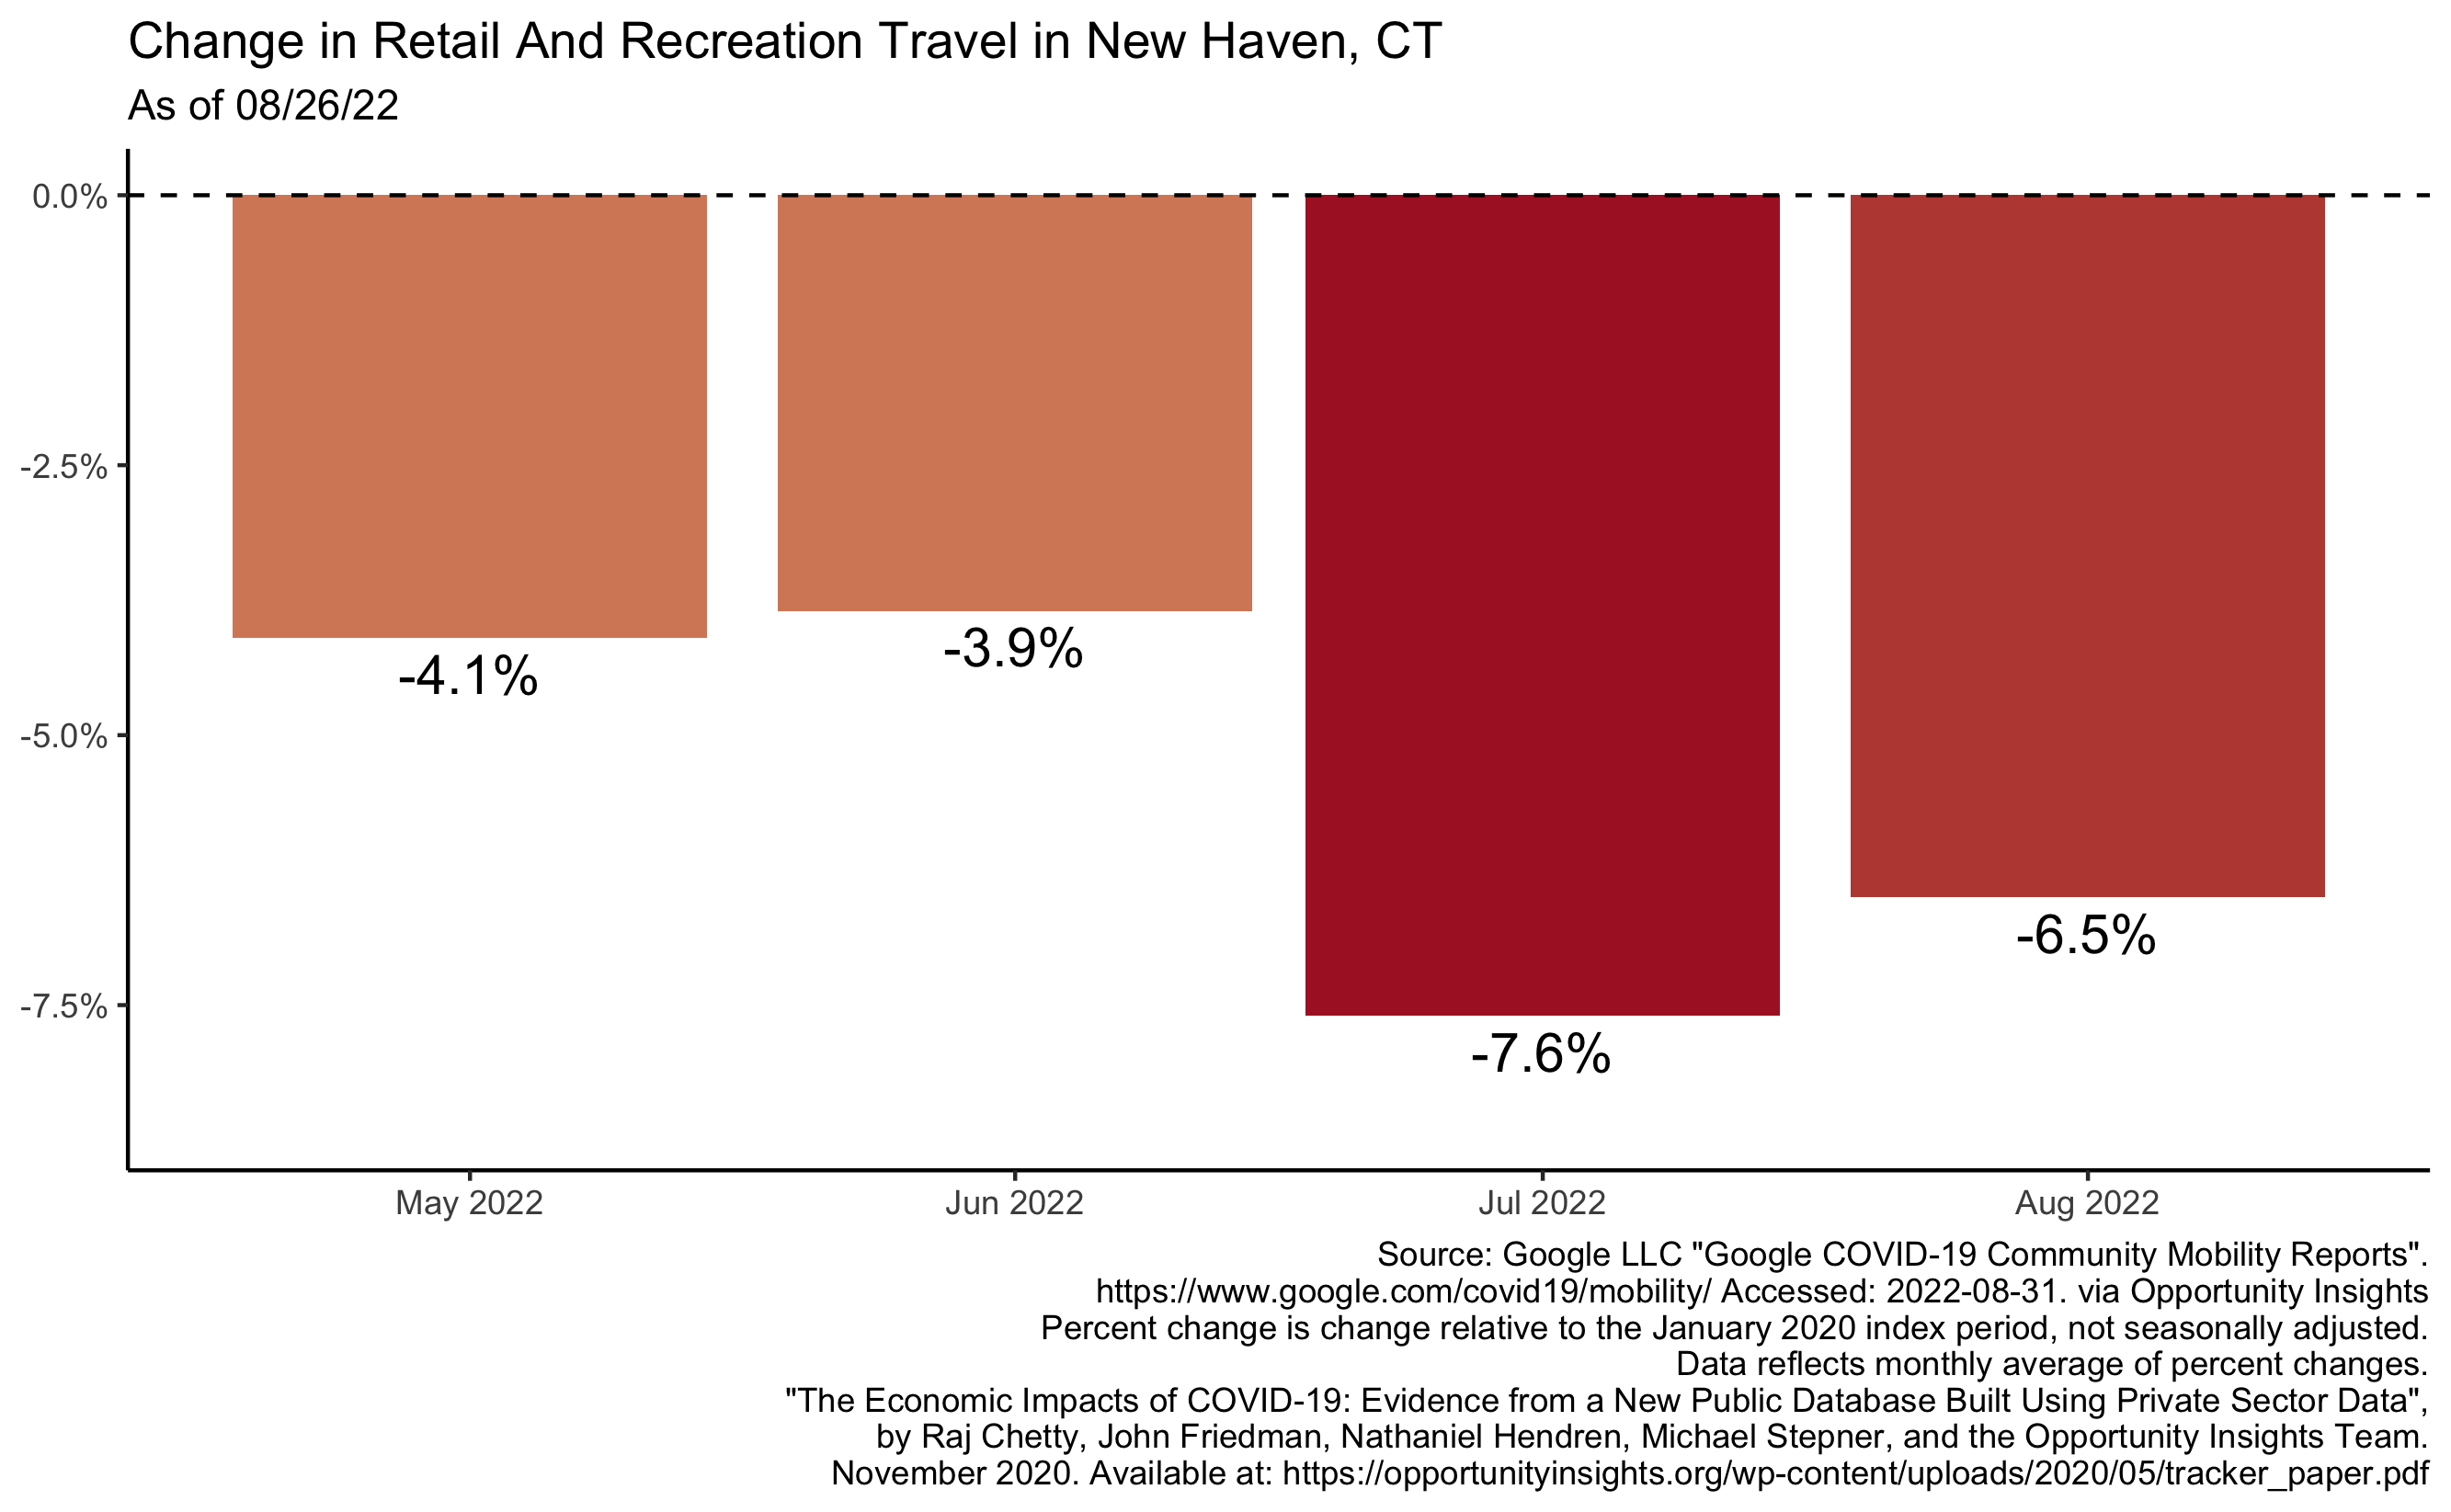 Change in Retail And Recreation Travel in New Haven, CT
As of 08/26/22
0.0%
-2.5%
-5.0%
-7.5%
-4.1%
-3.9%
-7.6%
-6.5%
May 2022
Jun 2022
Jul 2022
Aug 2022
Source: Google LLC "Google COVID-19 Community Mobility Reports".
https://www.google.com/covid19/mobility/ Accessed: 2022-08-31. via Opportunity Insights
Percent change is change relative to the January 2020 index period, not seasonally adjusted.
Data reflects monthly average of percent changes.
"The Economic Impacts of COVID-19: Evidence from a New Public Database Built Using Private Sector Data",
by Raj Chetty, John Friedman, Nathaniel Hendren, Michael Stepner, and the Opportunity Insights Team.
November 2020. Available at: https://opportunityinsights.org/wp-content/uploads/2020/05/tracker_paper.pdf